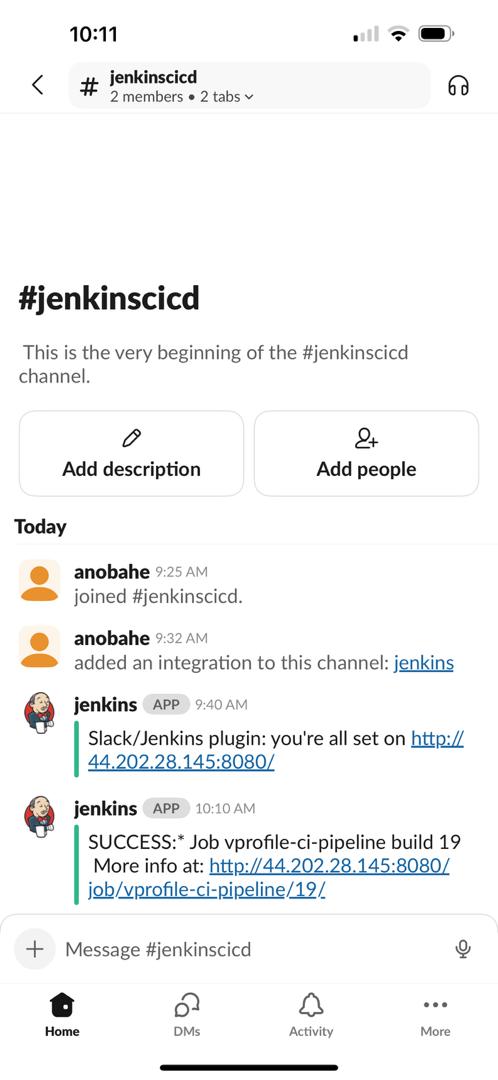 10:11
# jenkinscicd
2 members • 2 tabs
#jenkinscicd
This is the very beginning of the #jenkinscicd
channel.
Add description
Add people
Today
anobahe 9:25 AM
joined #jenkinscicd.
anobahe 9:32 AM
added an integration to this channel: jenkins
jenkins APP 9:40 AM
Slack/Jenkins plugin: you're all set on http://
44.202.28.145:8080/
jenkins APP 10:10 AM
SUCCESS:* Job vprofile-ci-pipeline build 19
More info at: http://44.202.28.145:8080/
job/vprofile-ci-pipeline/19/
Message #jenkinscicd
Home
DMs
Activity
More